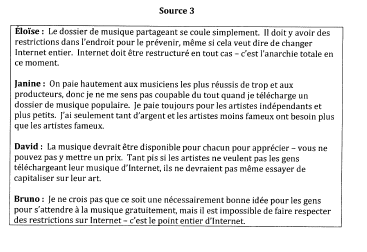 Source 3
Éloïse : Le dossier de musique partageant se coule simplement. Il doit y avoir des
restrictions dans l'endroit pour le prévenir, même si cela veut dire de changer
Internet entier. Internet doit être restructuré en tout cas – c'est l'anarchie totale en
ce moment.
Janine : On paie hautement aux musiciens les plus réussis de trop et aux
producteurs, donc je ne me sens pas coupable du tout quand je télécharge un
dossier de musique populaire. Je paie toujours pour les artistes indépendants et
plus petits. J'ai seulement tant d'argent et les artistes moins fameux ont besoin plus
que les artistes fameux.
David : La musique devrait être disponible pour chacun pour apprécier – vous ne
pouvez pas y mettre un prix. Tant pis si les artistes ne veulent pas les gens
téléchargeant leur musique d'Internet, ils ne devraient pas même essayer de
capitaliser sur leur art.
Bruno : Je ne crois pas que ce soit une nécessairement bonne idée pour les gens
pour s'attendre à la musique gratuitement, mais il est impossible de faire respecter
des restrictions sur Internet – c'est le point entier d'Internet.